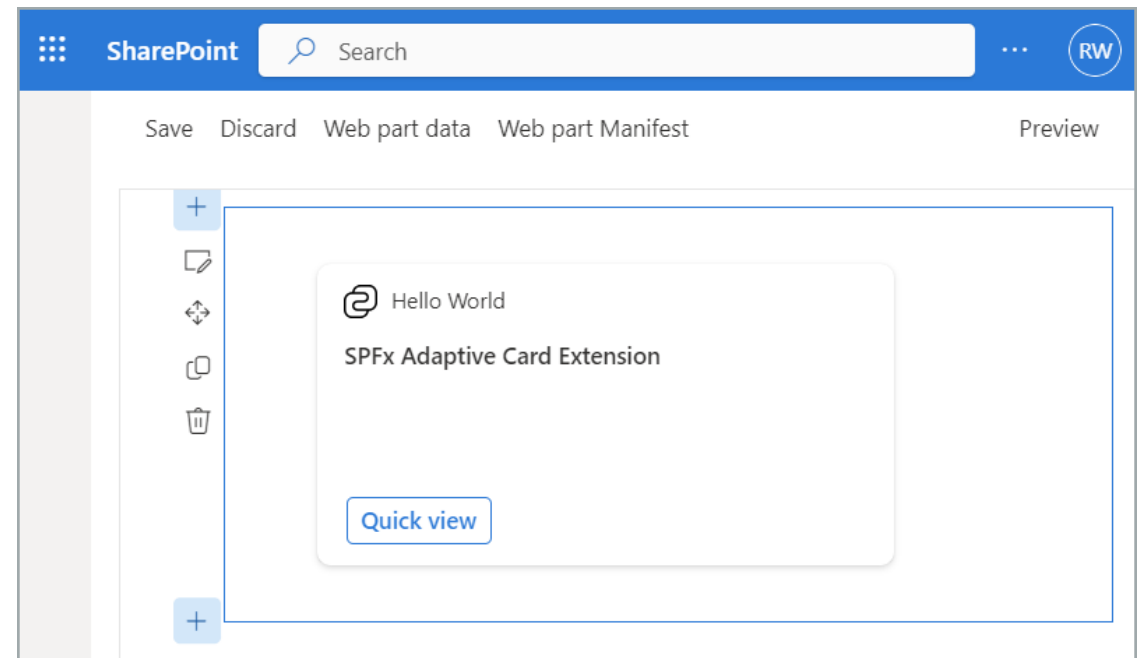 SharePoint Search ... RW
Save Discard Web part data Web part Manifest Preview
Hello World
SPFx Adaptive Card Extension
Quick view